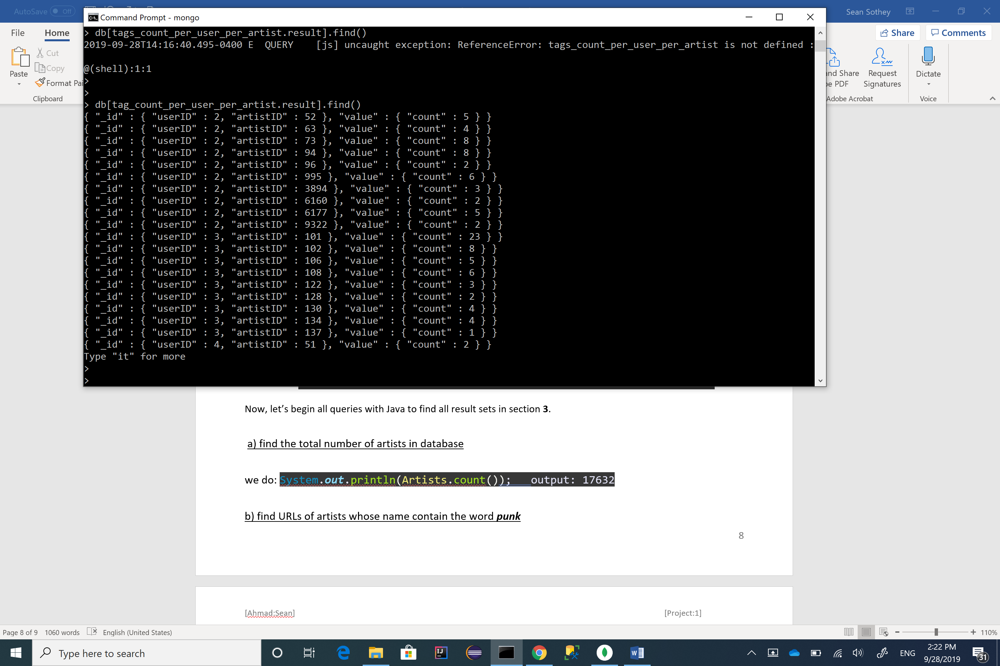 AutoSave Off
Sean Sothey
Command Prompt - mongo
File Home
Share Comments
Cut
Copy
Paste
Format Pai
Clipboard
and Share
be PDF
Request
Signatures
Dictate
Adobe Acrobat
Voice
> db[tags_count_per_user_per_artist.result].find()
2019-09-28T14:16:40.495-0400 E  QUERY    [js] uncaught exception: ReferenceError: tags_count_per_user_per_artist is not defined :
@(shell):1:1
>
>
> db[tag_count_per_user_per_artist.result].find()
{ "_id" : { "userID" : 2, "artistID" : 52 }, "value" : { "count" : 5 } }
{ "_id" : { "userID" : 2, "artistID" : 63 }, "value" : { "count" : 4 } }
{ "_id" : { "userID" : 2, "artistID" : 73 }, "value" : { "count" : 8 } }
{ "_id" : { "userID" : 2, "artistID" : 94 }, "value" : { "count" : 8 } }
{ "_id" : { "userID" : 2, "artistID" : 96 }, "value" : { "count" : 2 } }
{ "_id" : { "userID" : 2, "artistID" : 995 }, "value" : { "count" : 6 } }
{ "_id" : { "userID" : 2, "artistID" : 3894 }, "value" : { "count" : 3 } }
{ "_id" : { "userID" : 2, "artistID" : 6160 }, "value" : { "count" : 2 } }
{ "_id" : { "userID" : 2, "artistID" : 6177 }, "value" : { "count" : 5 } }
{ "_id" : { "userID" : 2, "artistID" : 9322 }, "value" : { "count" : 2 } }
{ "_id" : { "userID" : 3, "artistID" : 101 }, "value" : { "count" : 23 } }
{ "_id" : { "userID" : 3, "artistID" : 102 }, "value" : { "count" : 8 } }
{ "_id" : { "userID" : 3, "artistID" : 106 }, "value" : { "count" : 5 } }
{ "_id" : { "userID" : 3, "artistID" : 108 }, "value" : { "count" : 6 } }
{ "_id" : { "userID" : 3, "artistID" : 122 }, "value" : { "count" : 3 } }
{ "_id" : { "userID" : 3, "artistID" : 128 }, "value" : { "count" : 2 } }
{ "_id" : { "userID" : 3, "artistID" : 130 }, "value" : { "count" : 4 } }
{ "_id" : { "userID" : 3, "artistID" : 134 }, "value" : { "count" : 4 } }
{ "_id" : { "userID" : 3, "artistID" : 137 }, "value" : { "count" : 1 } }
{ "_id" : { "userID" : 4, "artistID" : 51 }, "value" : { "count" : 2 } }
Type "it" for more
>
>
Now, let’s begin all queries with Java to find all result sets in section 3.
a) find the total number of artists in database
we do: System.out.println(Artists.count());   output: 17632
b) find URLs of artists whose name contain the word punk
8
[Ahmad:Sean] [Project:1]
Page 8 of 9 1060 words English (United States) 110%
Type here to search
ENG
2:22 PM
9/28/2019
31